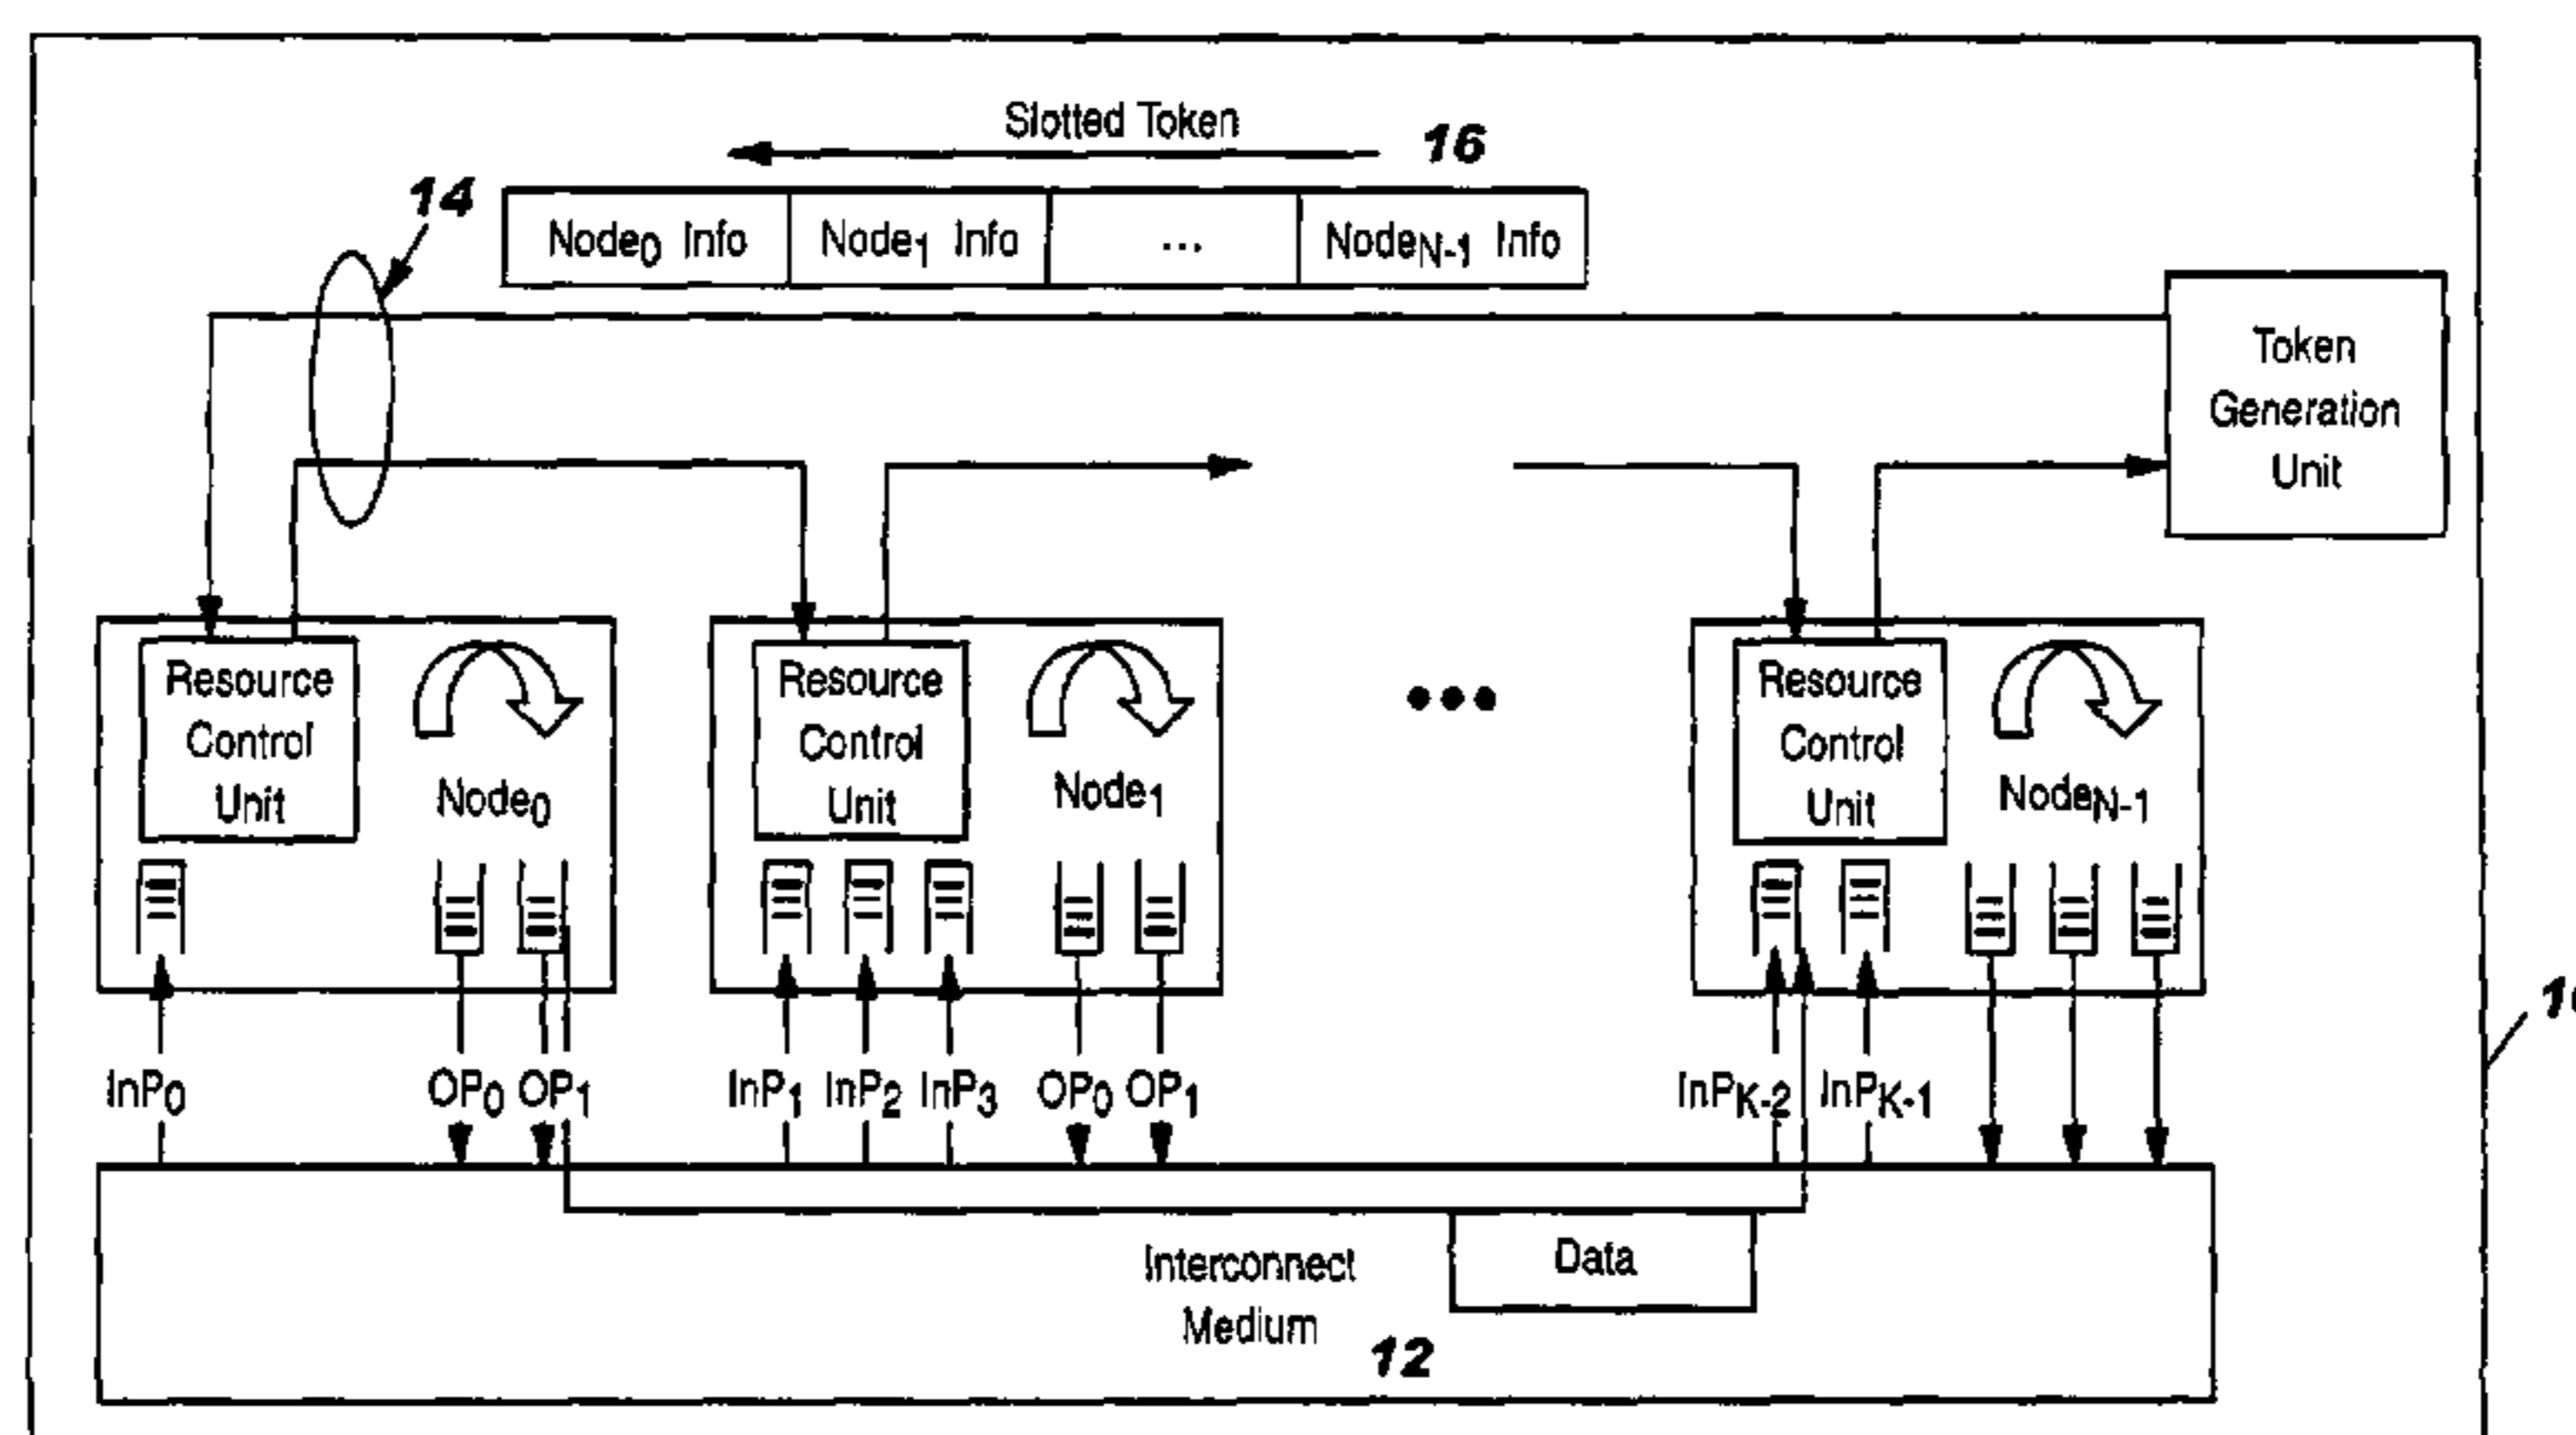 Slotted Token
16
14
Node0 Info
Node1 Info
...
NodeN-1 Info
Token
Generation
Unit
Resource
Control
Unit
Node0
Resource
Control
Unit
Node1
Resource
Control
Unit
NodeN-1
InP0
OP0
OP1
InP1
InP2
InP3
OP0
OP1
InPK-2
InPK-1
Interconnect
Medium
Data
12